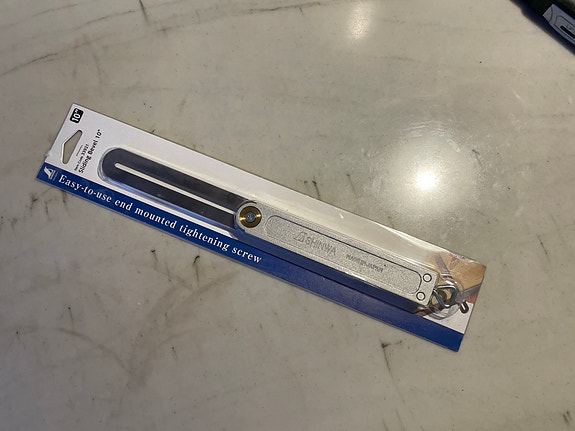 10"
Sliding Bevel 10"
Easy-to-use end mounted tightening screw
SHINWA
MADE IN JAPAN